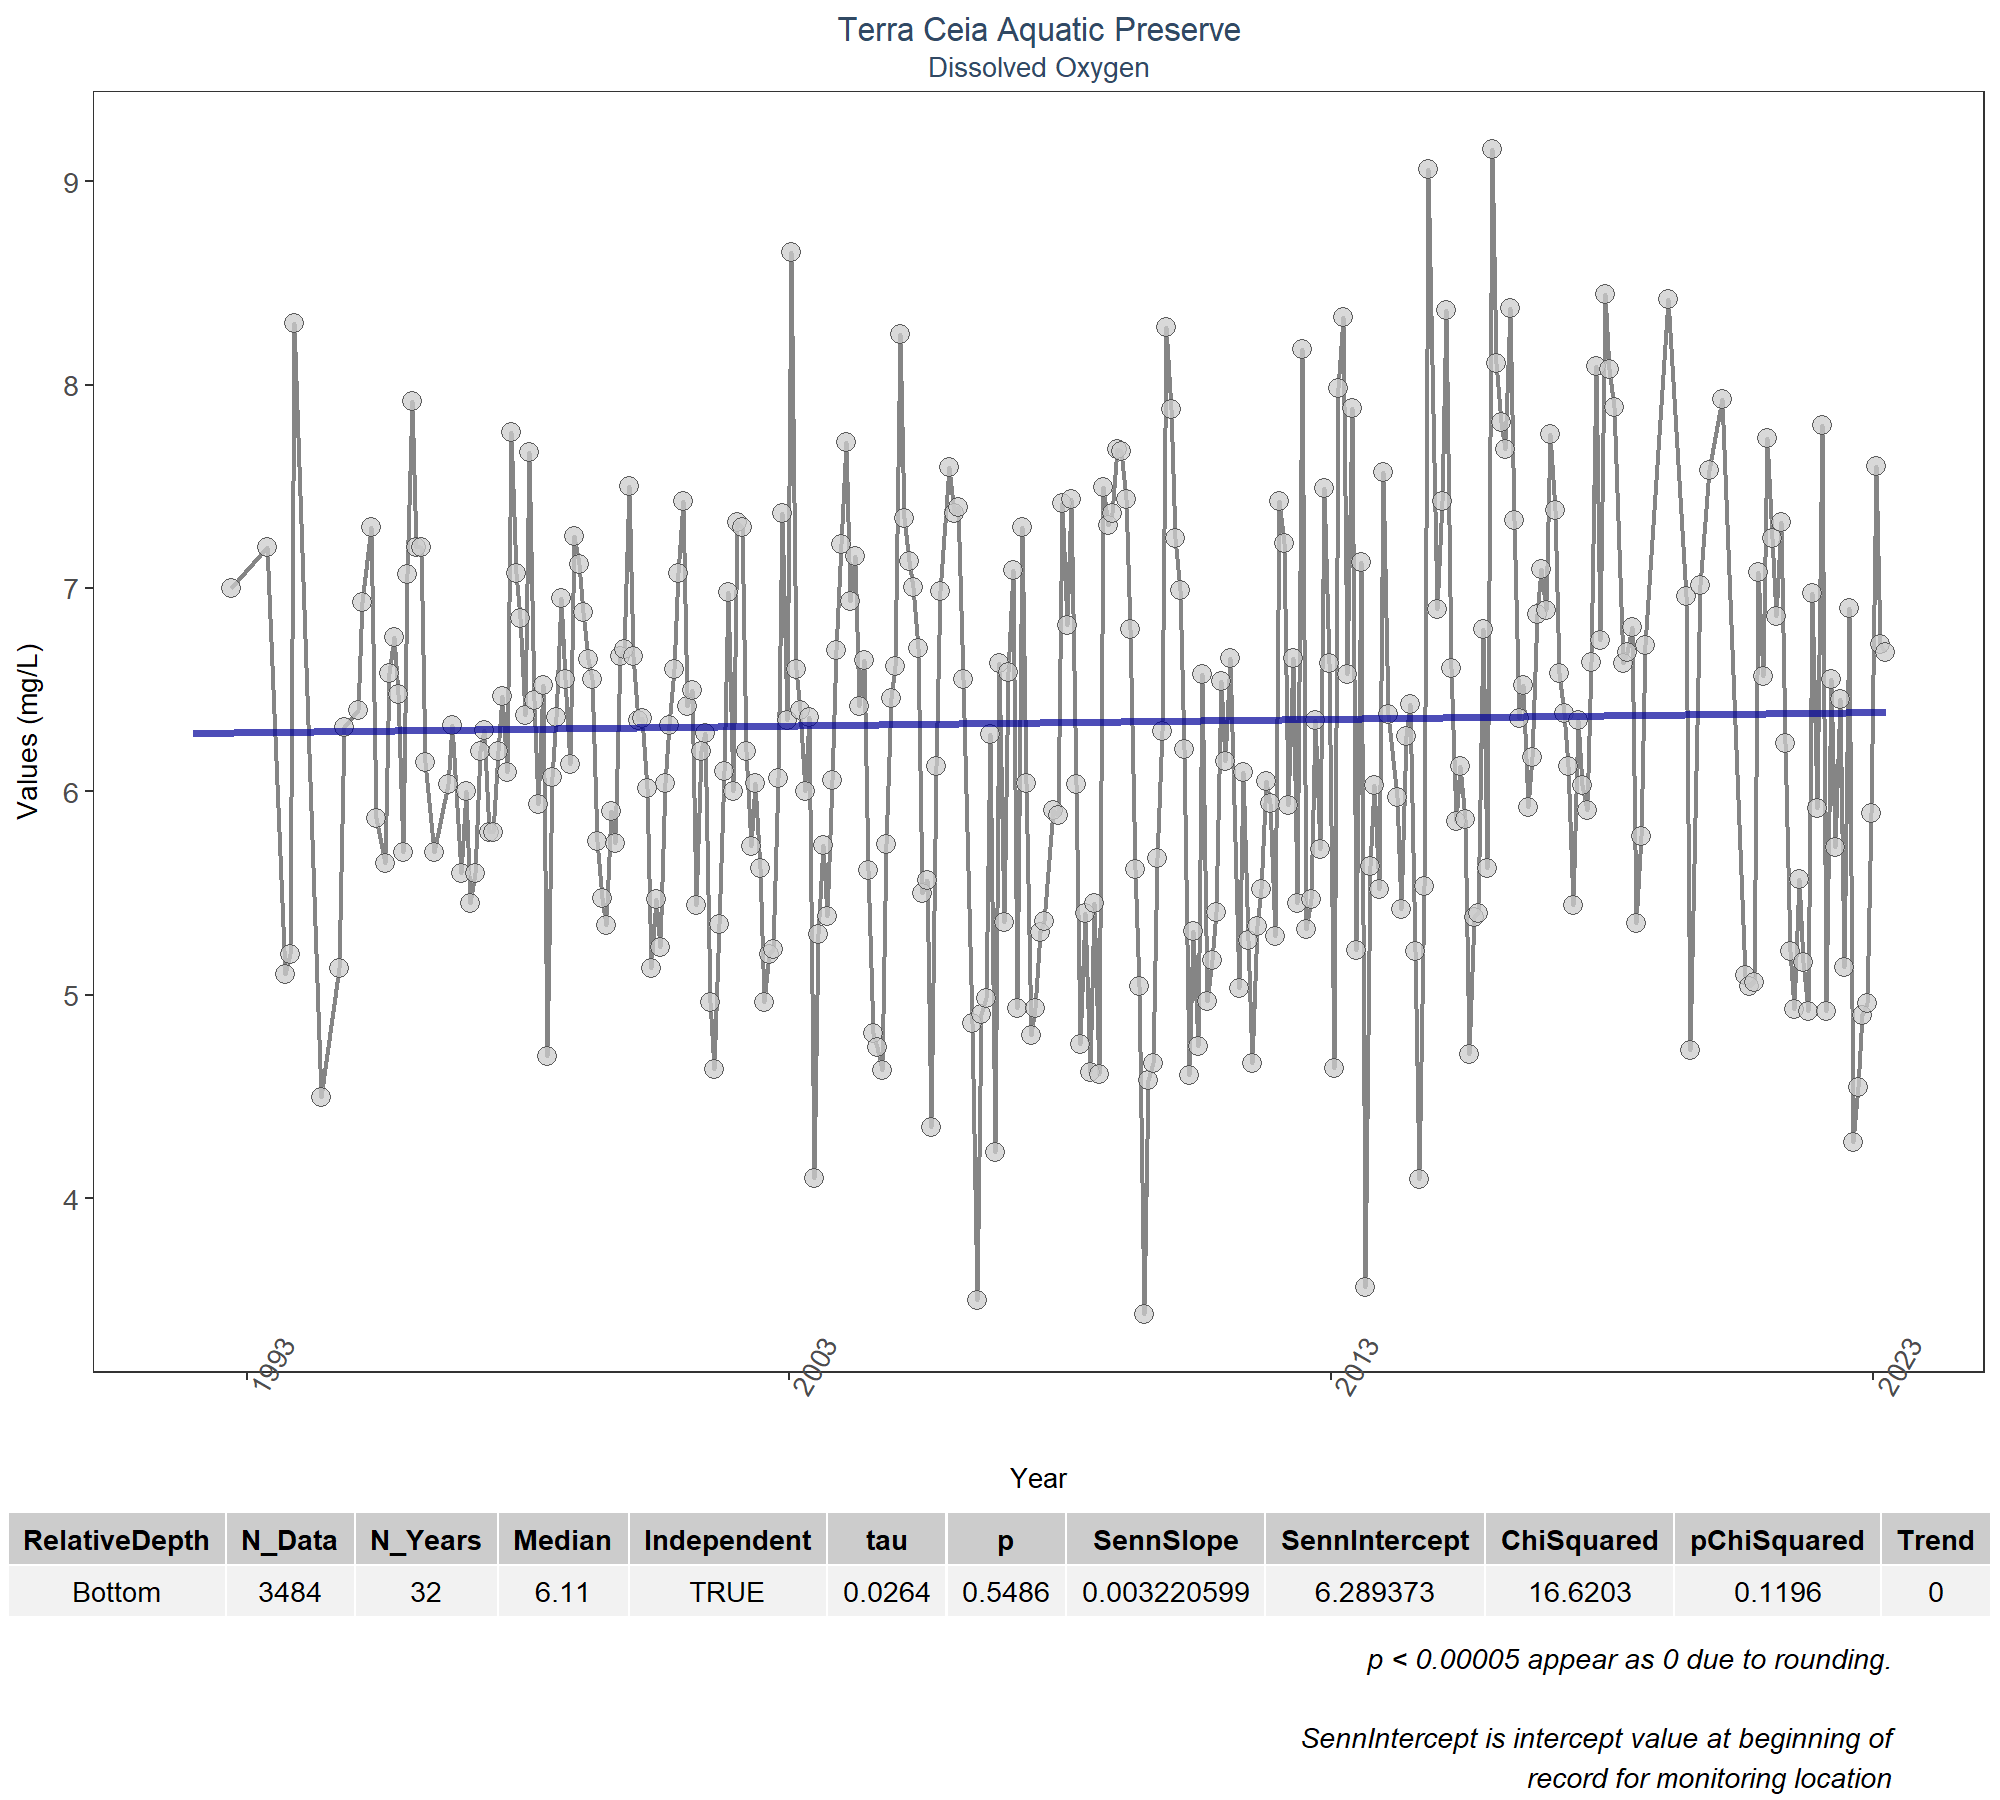 Terra Ceia Aquatic Preserve
Dissolved Oxygen
Values (mg/L)
9
8
7
6
5
4
1993 2003 2013 2023
Year
RelativeDepth N_Data N_Years Median Independent tau p SennSlope SennIntercept ChiSquared pChiSquared Trend
Bottom 3484 32 6.11 TRUE 0.0264 0.5486 0.003220599 6.289373 16.6203 0.1196 0
p < 0.00005 appear as 0 due to rounding.
SennIntercept is intercept value at beginning of
record for monitoring location